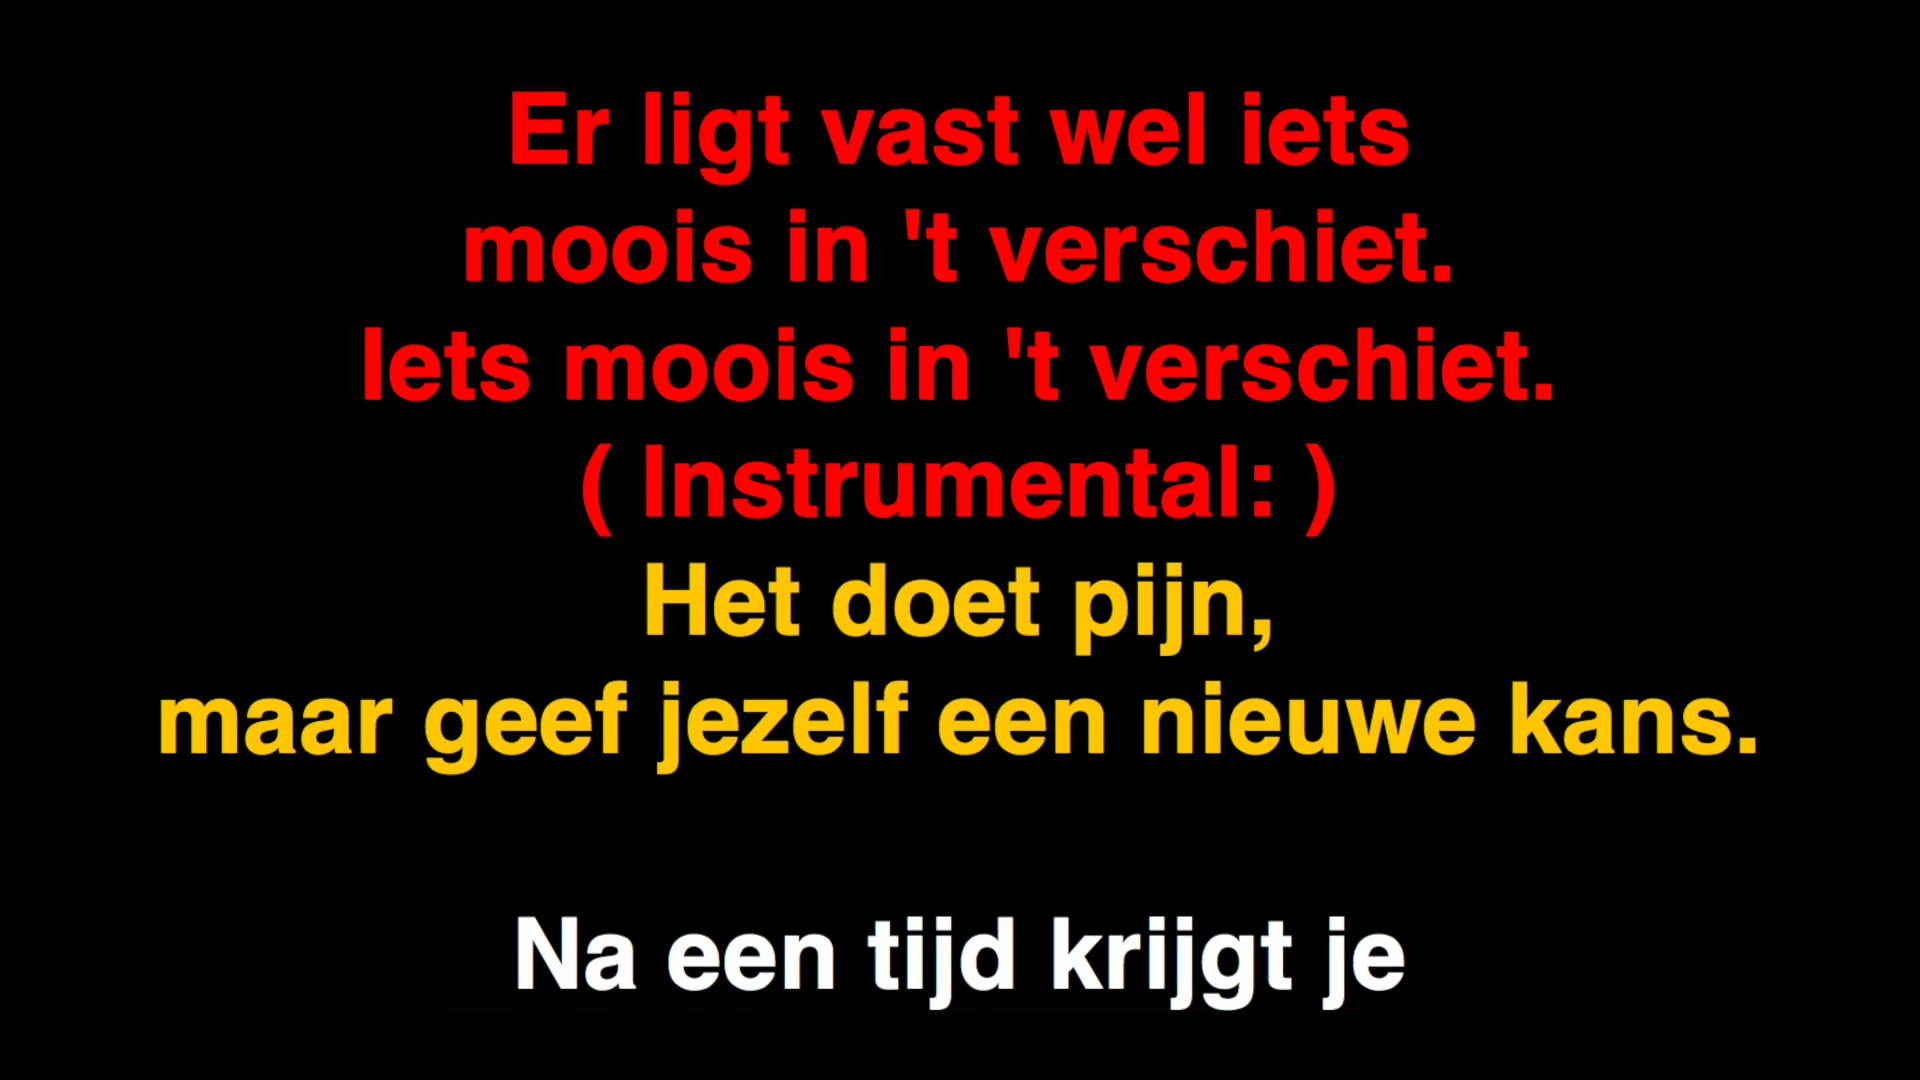 Er ligt vast wel iets
moois in 't verschiet.
Iets moois in 't verschiet.
( Instrumental: )
Het doet pijn,
maar geef jezelf een nieuwe kans.
Na een tijd krijgt je